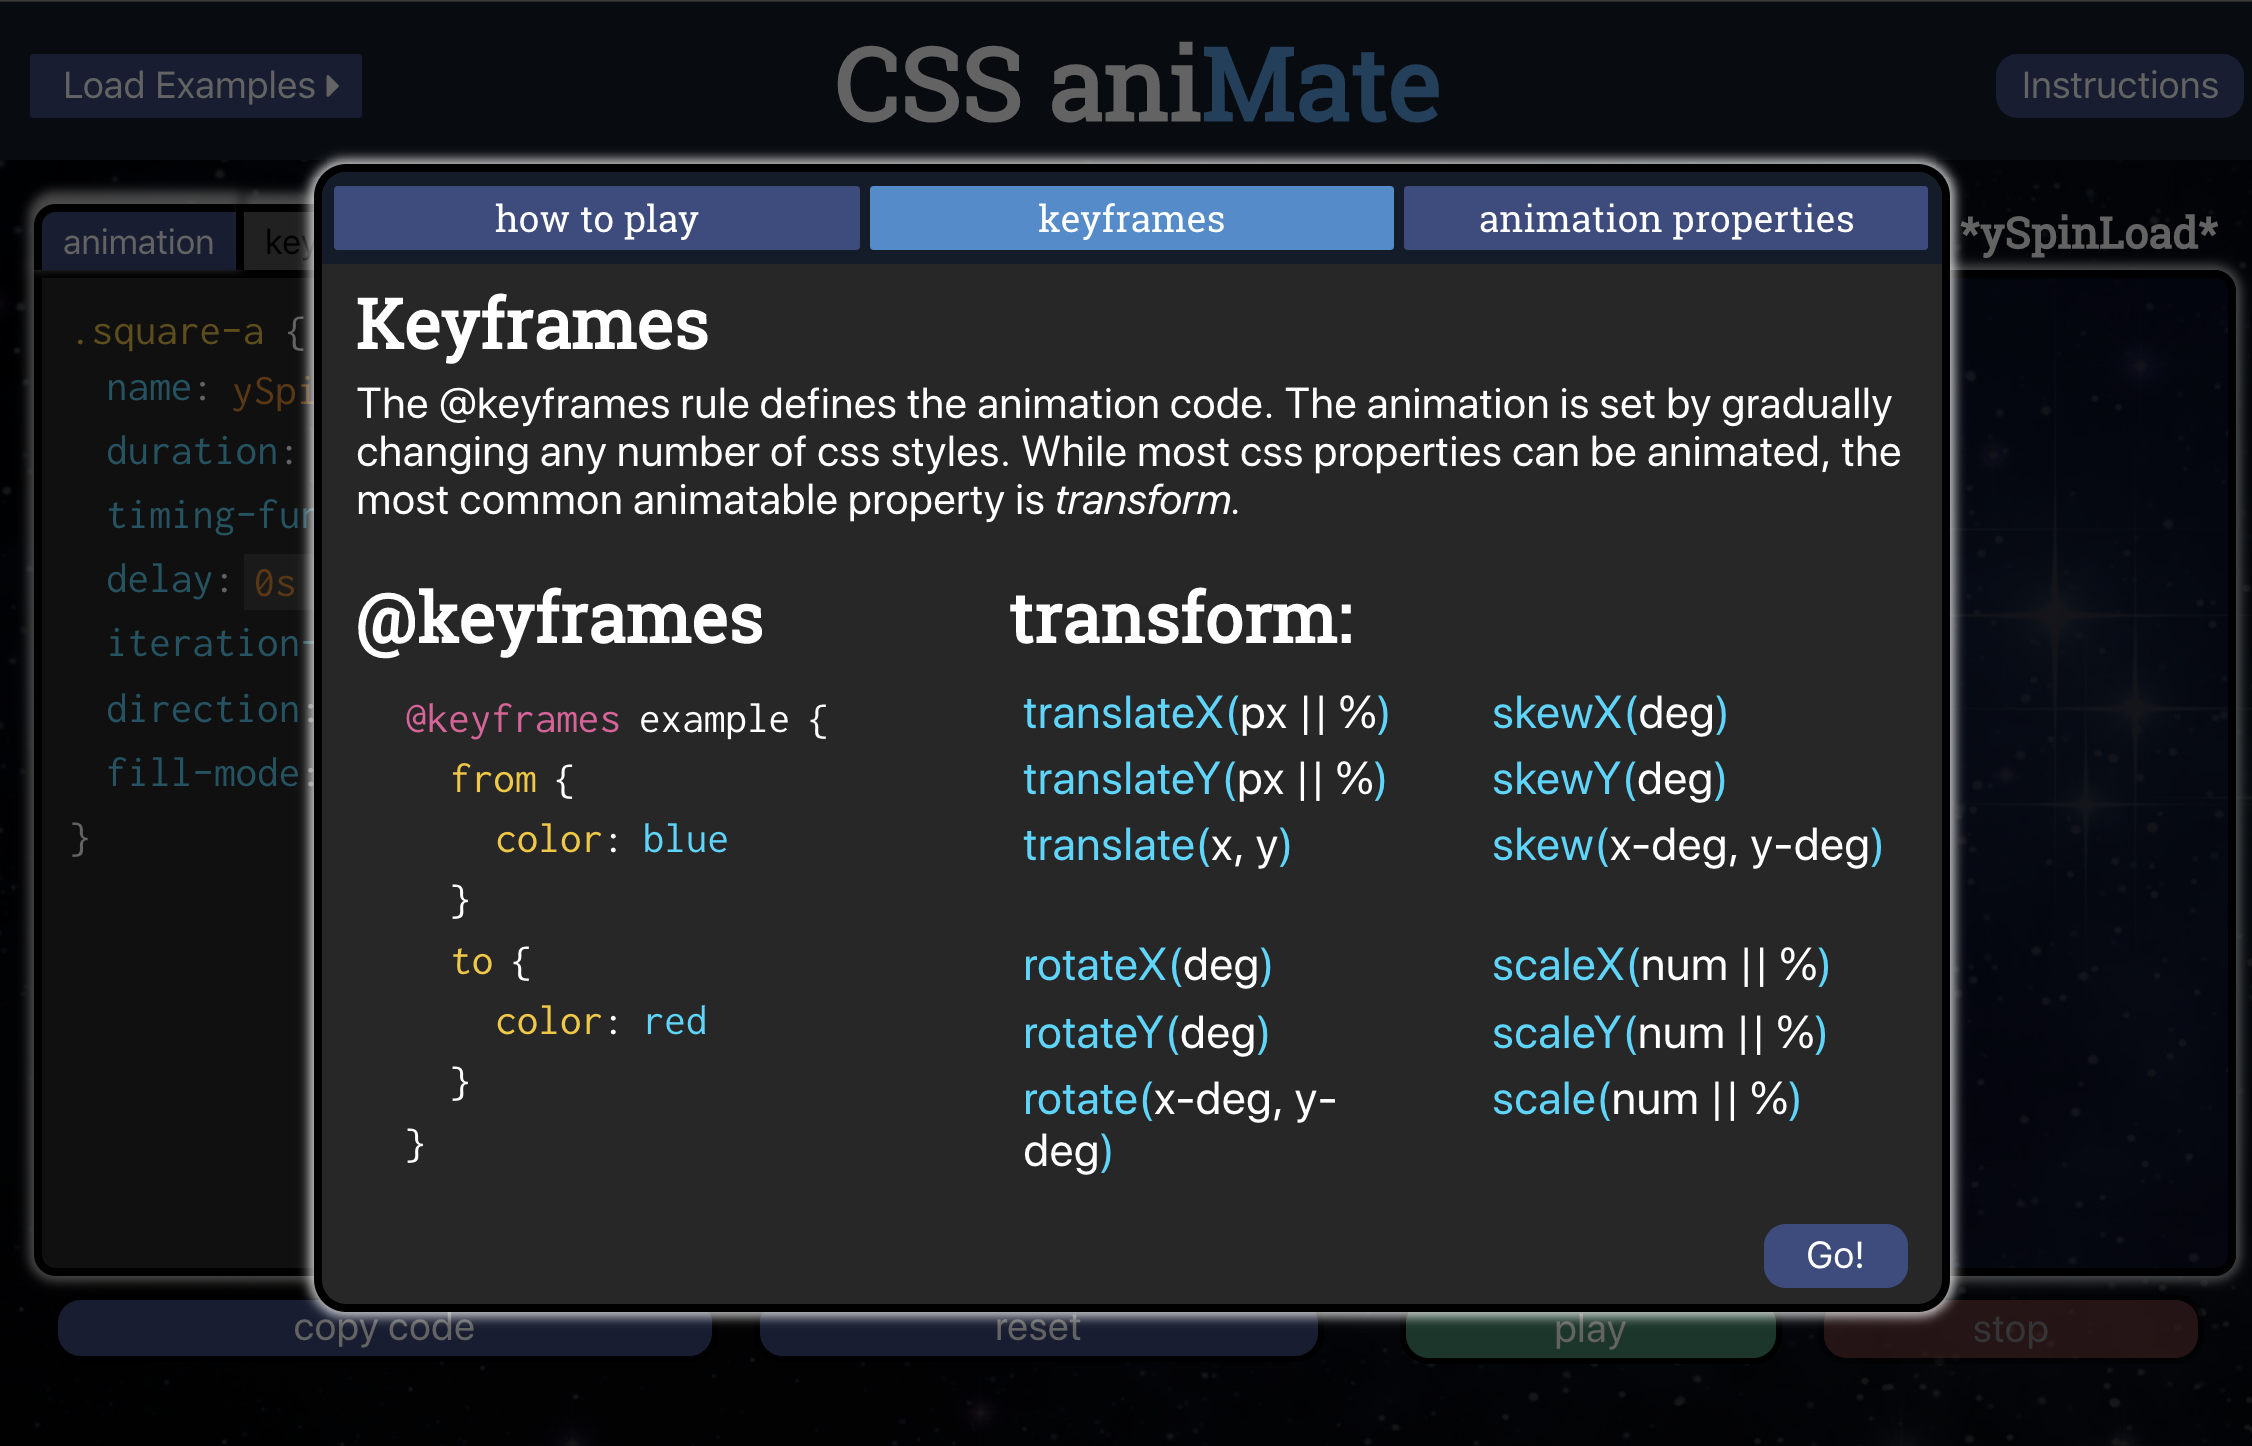 Load Examples
CSS aniMate
Instructions
how to play
keyframes
animation properties
animation
*ySpinLoad*
.square-a {
name:
duration:
delay: 0s
direction:
fill-mode:
}
Keyframes
The @keyframes rule defines the animation code. The animation is set by gradually
changing any number of css styles. While most css properties can be animated, the
most common animatable property is transform.
@keyframes
@keyframes example {
from {
color: blue
}
to {
color: red
}
}
transform:
translateX(px || %)
translateY(px || %)
translate(x, y)
skewX(deg)
skewY(deg)
skew(x-deg, y-deg)
rotateX(deg)
rotateY(deg)
rotate(x-deg, y-
deg)
scaleX(num || %)
scaleY(num || %)
scale(num || %)
Go!
copy code
reset
play
stop